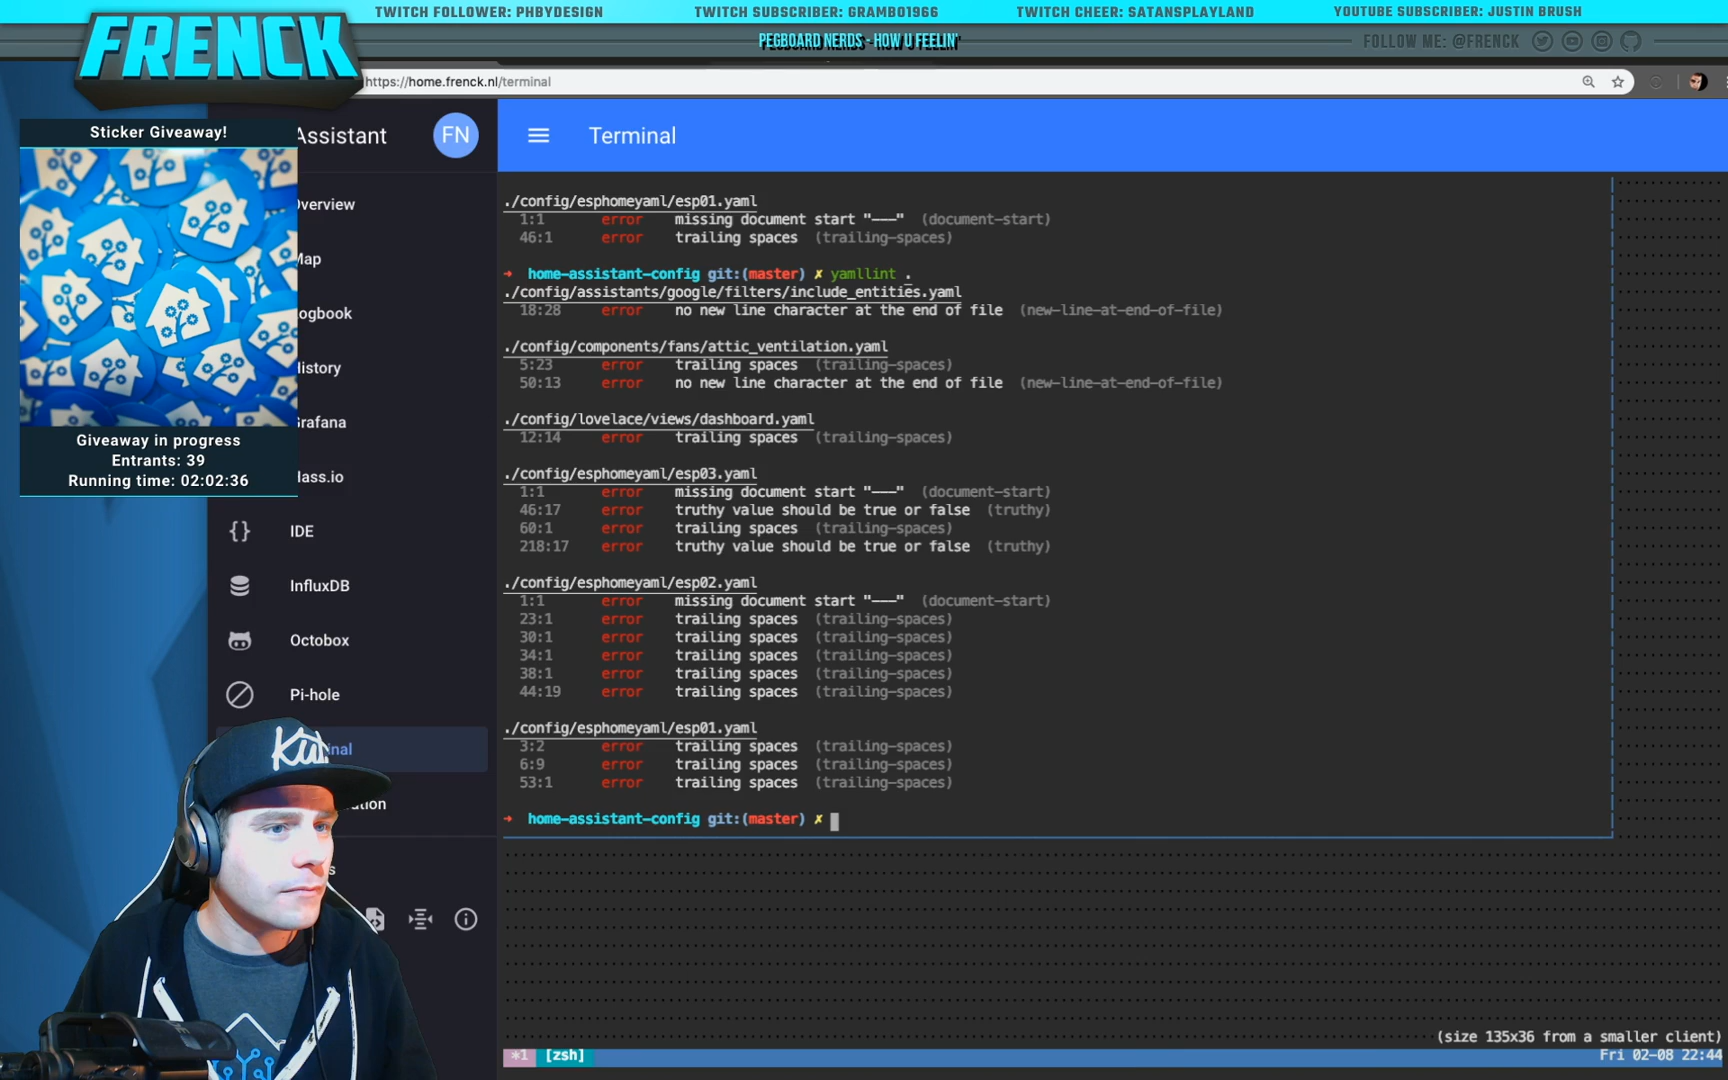 TWITCH FOLLOWER: PHBYDESIGN
TWITCH SUBSCRIBER: GRAMBO1966
TWITCH CHEER: SATANSPLAYLAND
YOUTUBE SUBSCRIBER: JUSTIN BRUSH
FRENCK
PEGBOARD NERDS - HOW U FEELIN'
FOLLOW ME: @FRENCK
https://home.frenck.nl/terminal
Sticker Giveaway!
Giveaway in progress
Entrants: 39
Running time: 02:02:36
Assistant
FN
Overview
Map
Logbook
History
Grafana
Hass.io
IDE
InfluxDB
Octobox
Pi-hole
Terminal
Terminal
./config/esphomeyaml/esp01.yaml
1:1 error missing document start "---" (document-start)
46:1 error trailing spaces (trailing-spaces)
➜ home-assistant-config git:(master) ✗ yamllint .
./config/assistants/google/filters/include_entities.yaml
18:28 error no new line character at the end of file (new-line-at-end-of-file)
./config/components/fans/attic_ventilation.yaml
5:23 error trailing spaces (trailing-spaces)
50:13 error no new line character at the end of file (new-line-at-end-of-file)
./config/lovelace/views/dashboard.yaml
12:14 error trailing spaces (trailing-spaces)
./config/esphomeyaml/esp03.yaml
1:1 error missing document start "---" (document-start)
46:17 error truthy value should be true or false (truthy)
60:1 error trailing spaces (trailing-spaces)
218:17 error truthy value should be true or false (truthy)
./config/esphomeyaml/esp02.yaml
1:1 error missing document start "---" (document-start)
23:1 error trailing spaces (trailing-spaces)
30:1 error trailing spaces (trailing-spaces)
34:1 error trailing spaces (trailing-spaces)
38:1 error trailing spaces (trailing-spaces)
44:19 error trailing spaces (trailing-spaces)
./config/esphomeyaml/esp01.yaml
3:2 error trailing spaces (trailing-spaces)
6:9 error trailing spaces (trailing-spaces)
53:1 error trailing spaces (trailing-spaces)
➜ home-assistant-config git:(master) ✗
(size 135x36 from a smaller client)
*1 [zsh]
Fri 02-08 22:44